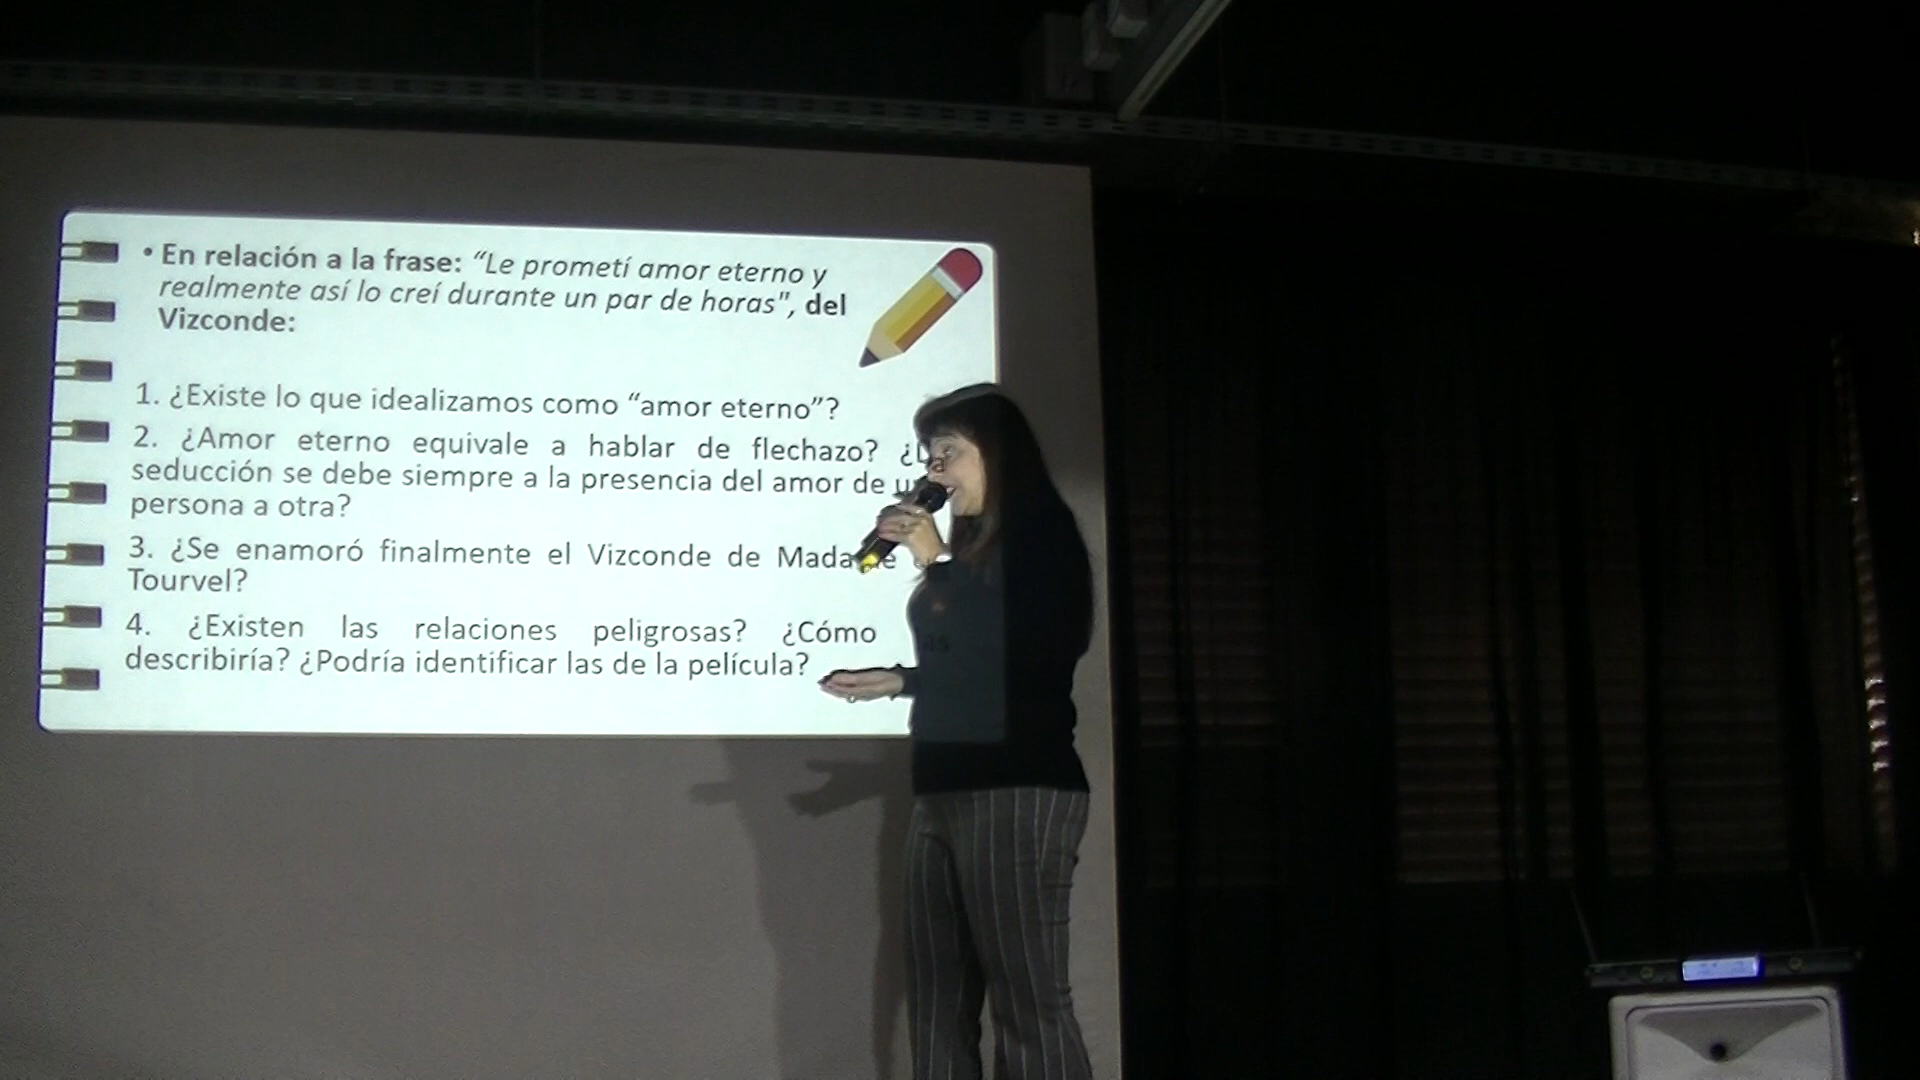 • En relación a la frase: “Le prometí amor eterno y
realmente así lo creí durante un par de horas", del
Vizconde:
1. ¿Existe lo que idealizamos como “amor eterno”?
2. ¿Amor eterno equivale a hablar de flechazo? ¿La
seducción se debe siempre a la presencia del amor de
persona a otra?
3. ¿Se enamoró finalmente el Vizconde de Madame
Tourvel?
4. ¿Existen las relaciones peligrosas? ¿Cómo las
describiría? ¿Podría identificar las de la película?